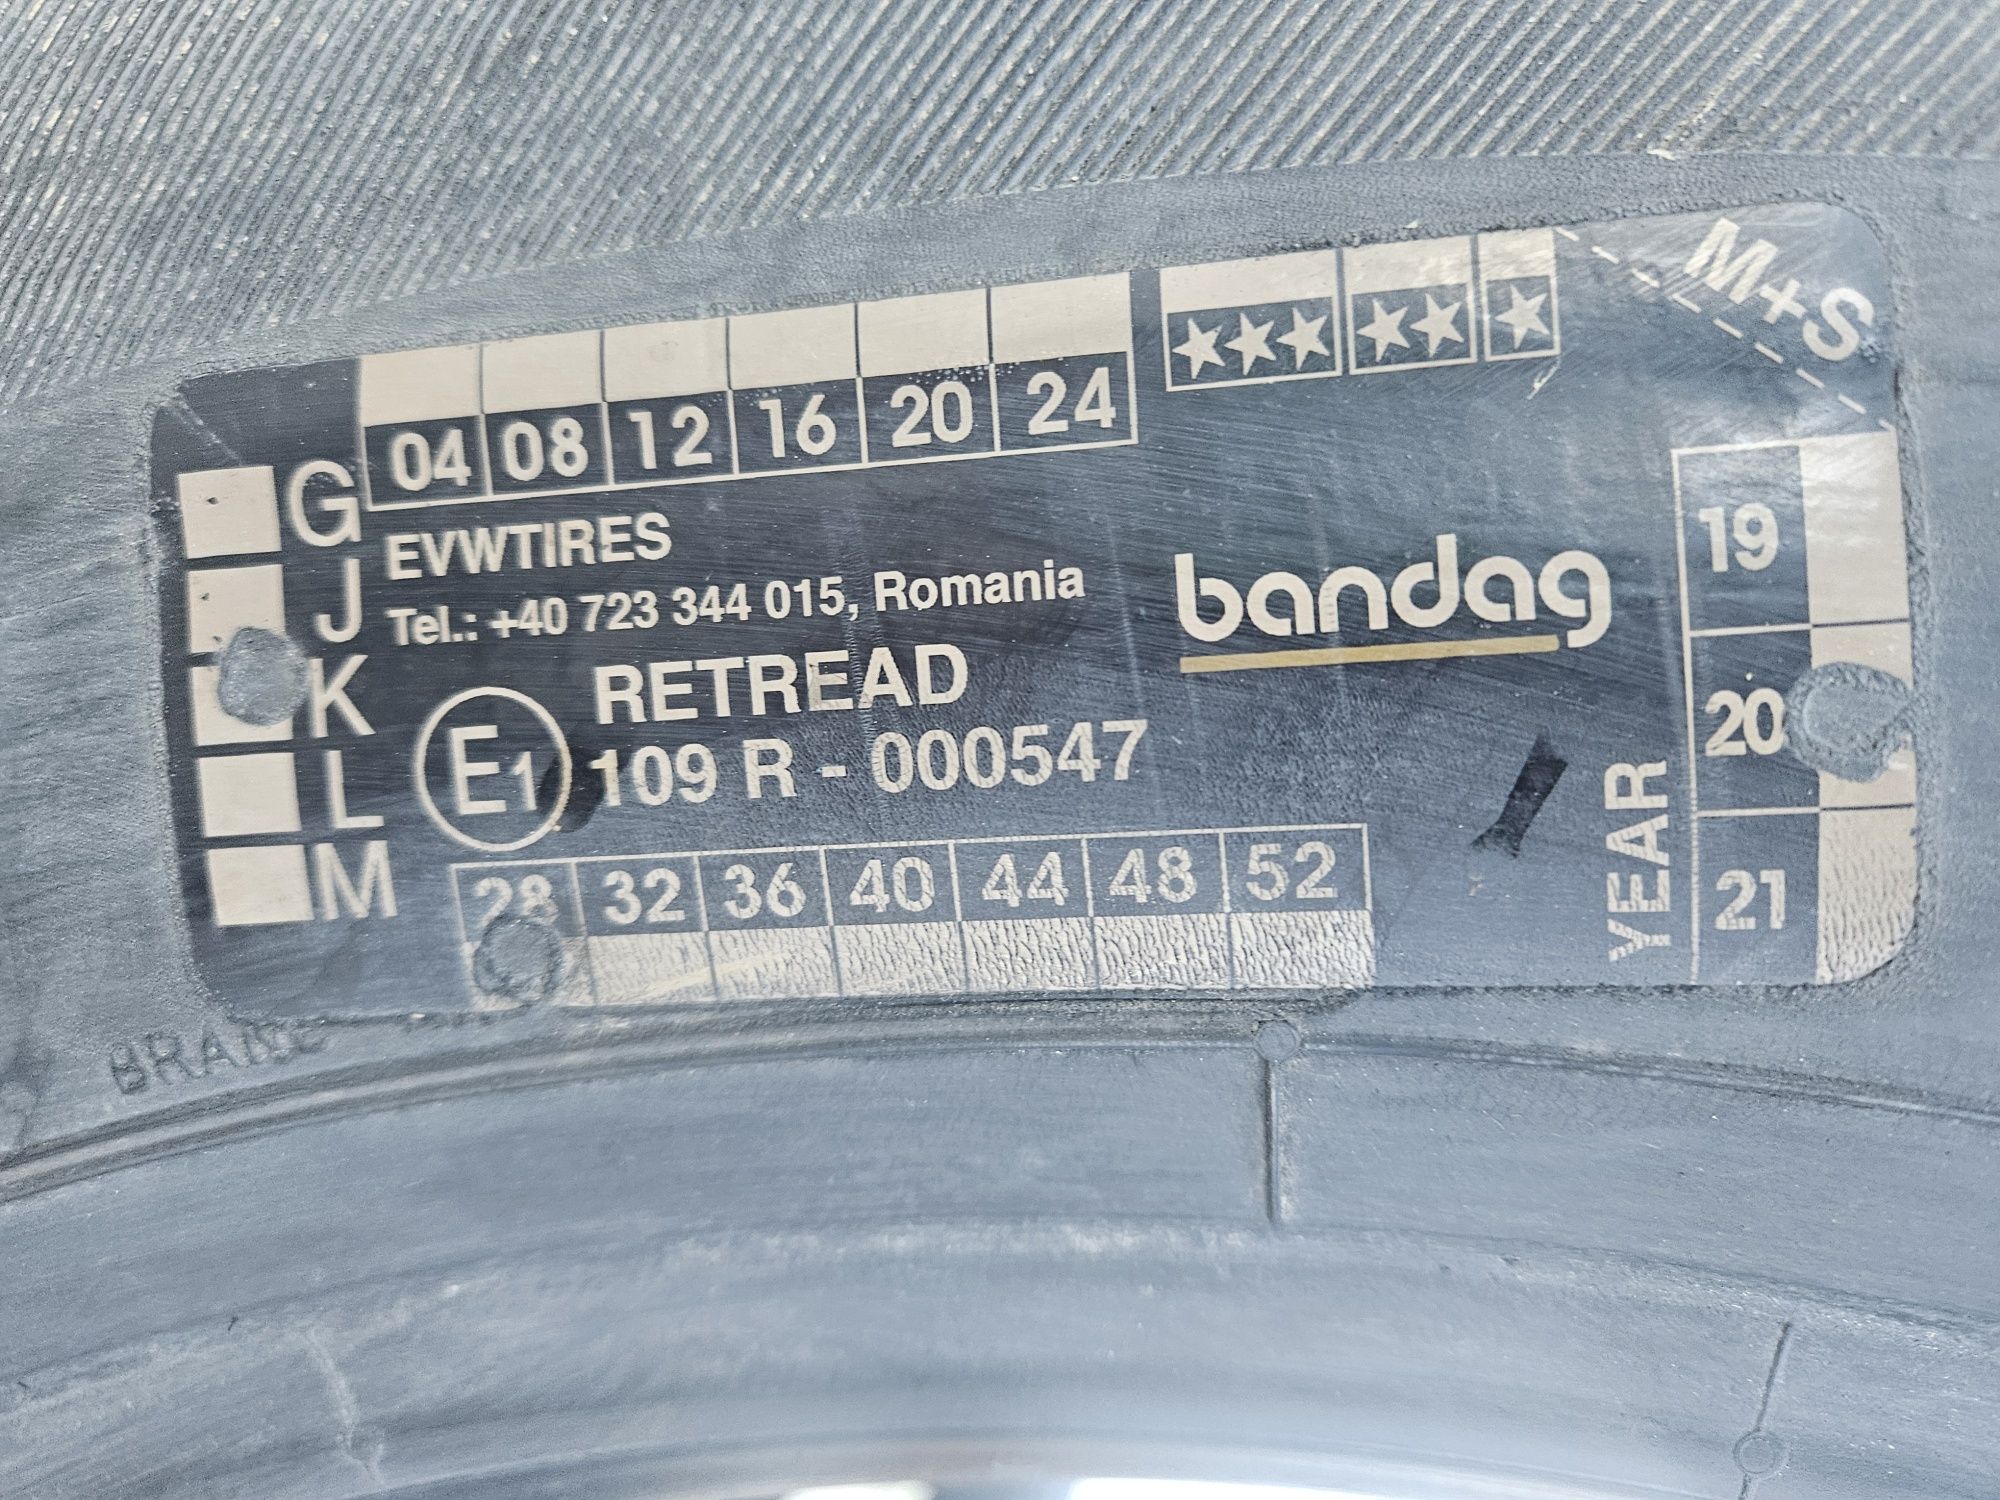 M+S
★★★ ★★ ★
04 08 12 16 20 24
G
J
K
L
M
EVWTIRES
Tel.: +40 723 344 015, Romania
RETREAD
E1 109 R - 000547
bandag
YEAR
19
20
21
28 32 36 40 44 48 52